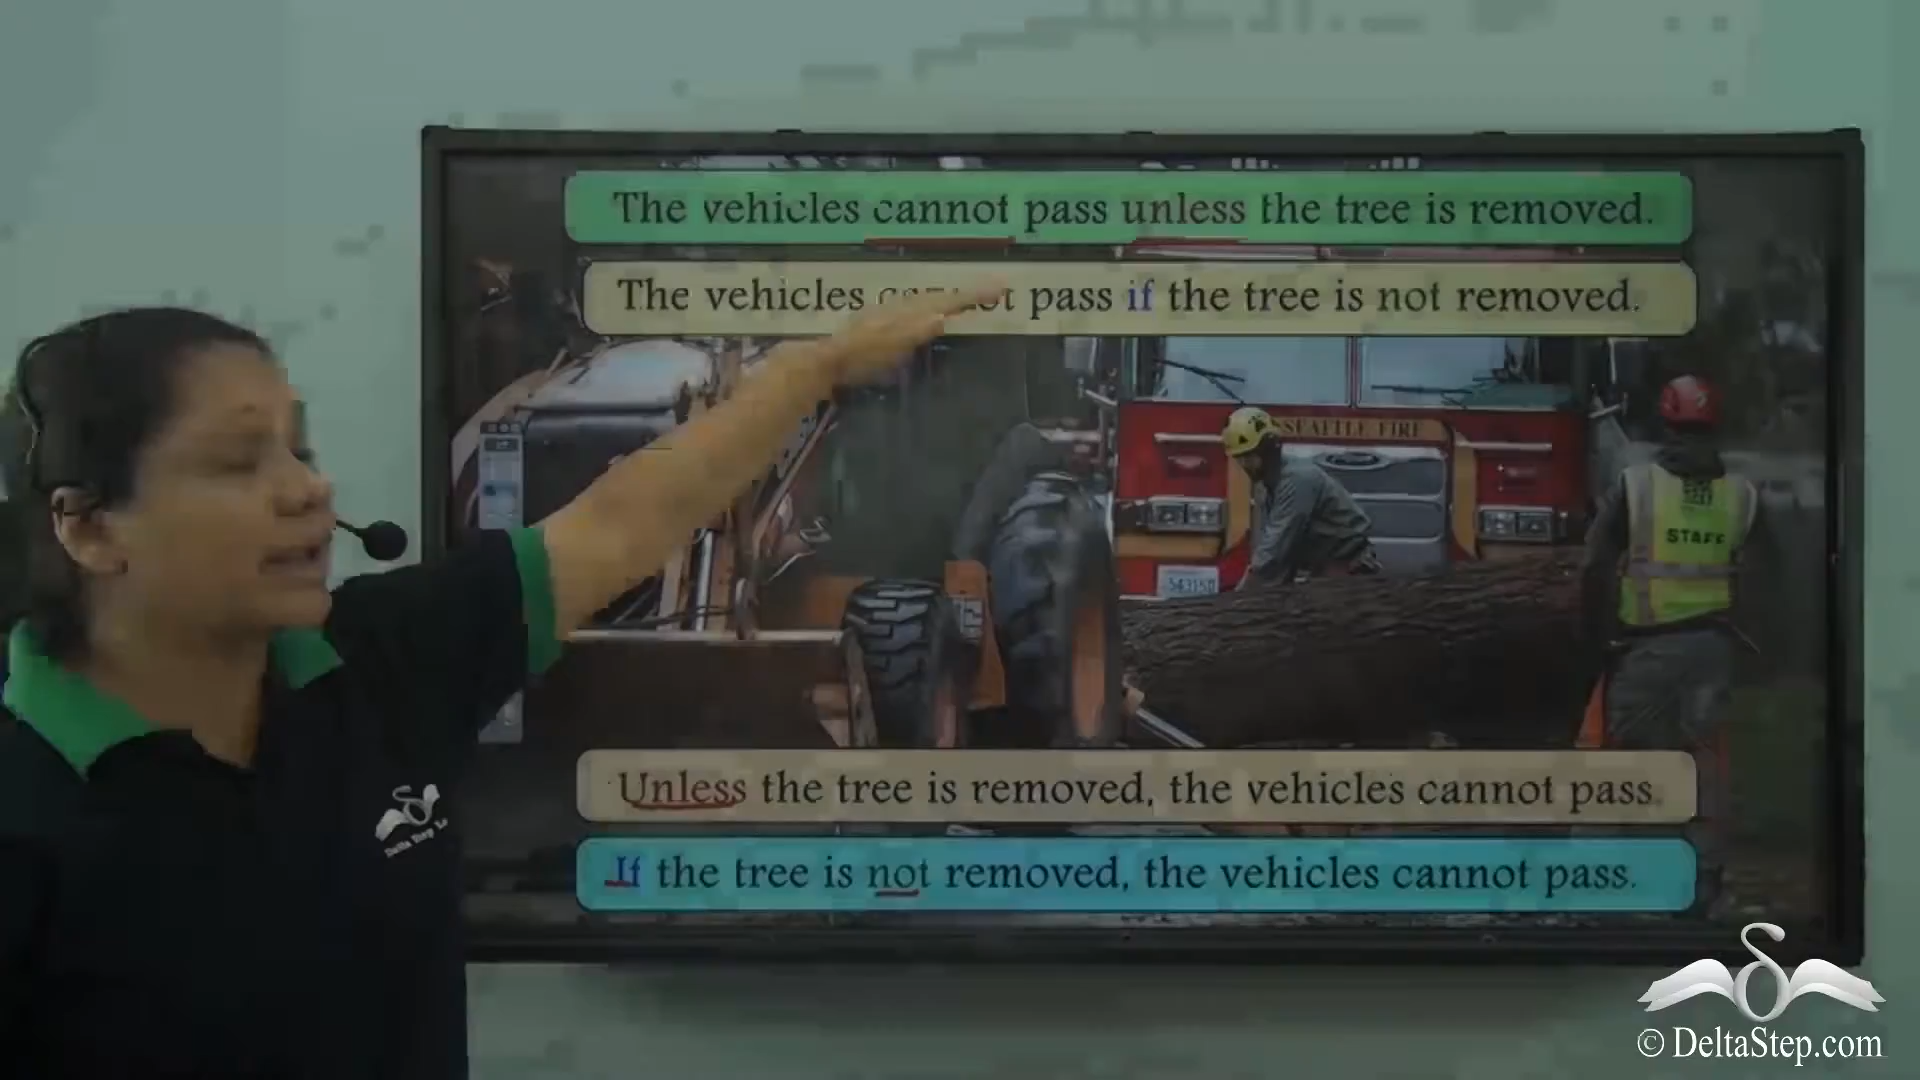 The vehicles cannot pass unless the tree is removed.
The vehicles cannot pass if the tree is not removed.
SEATTLE FIRE
STAFF
Unless the tree is removed, the vehicles cannot pass.
If the tree is not removed, the vehicles cannot pass.
© DeltaStep.com